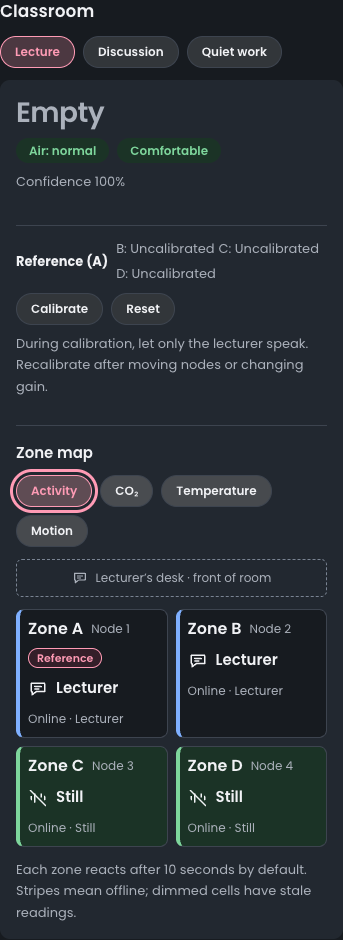 Classroom
Lecture Discussion Quiet work
Empty
Air: normal Comfortable
Confidence 100%
Reference (A) B: Uncalibrated C: Uncalibrated
D: Uncalibrated
Calibrate Reset
During calibration, let only the lecturer speak.
Recalibrate after moving nodes or changing
gain.
Zone map
Activity CO₂ Temperature
Motion
Lecturer's desk · front of room
Zone A Node 1
Reference
Lecturer
Online · Lecturer
Zone B Node 2
Lecturer
Online · Lecturer
Zone C Node 3
Still
Online · Still
Zone D Node 4
Still
Online · Still
Each zone reacts after 10 seconds by default.
Stripes mean offline; dimmed cells have stale
readings.